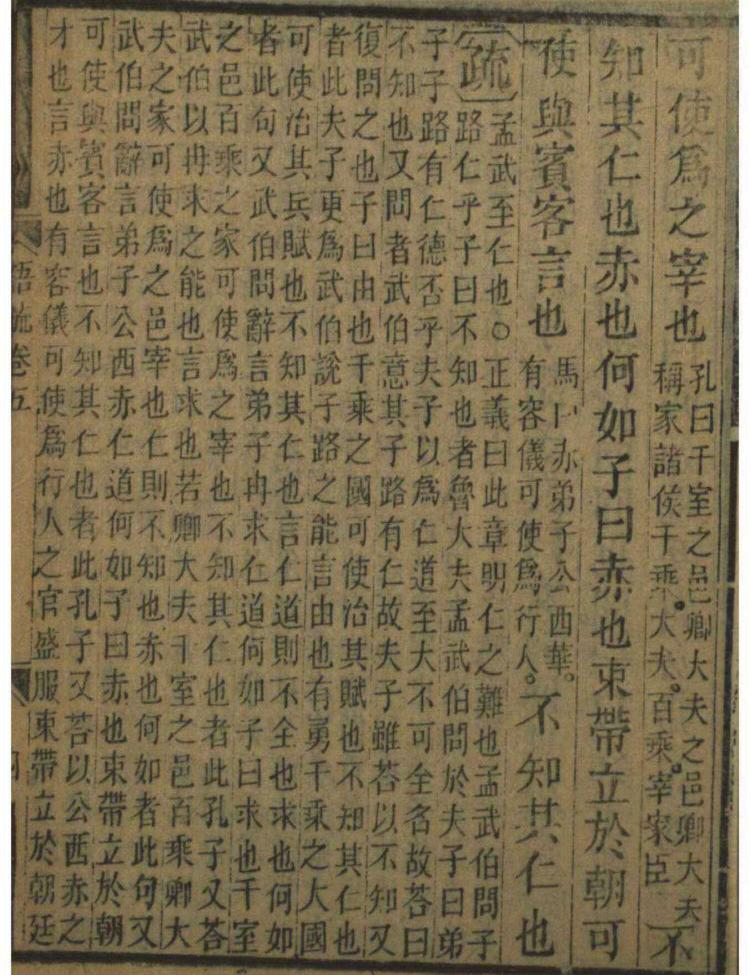 可使爲之宰也
孔曰千室之邑卿大夫之邑卿大夫
稱家諸侯千乘。大夫。百乘。宰家臣
不
知其仁也赤也何如子曰赤也束帶立於朝可
使與賓客言也
馬曰赤弟子公西華。
有容儀可使爲行人。
不知其仁也
疏
孟武至仁也○正義曰此章明仁之難也孟武伯問子
路仁乎子曰不知也者魯大夫孟武伯問於夫子曰弟
子子路有仁德否乎夫子以爲仁道至大不可全名故荅曰
不知也又問者武伯意其子路有仁故夫子雖荅以不知又
復問之也子曰由也千乘之國可使治其賦也不知其仁也
者此夫子更爲武伯說子路之能言由也有勇千乘之大國
可使治其兵賦也不知其仁也言仁道則不全也求也何如
者此句又武伯問辭言弟子冉求仁道何如子曰求也千室
之邑百乘之家可使爲之宰也不知其仁也者此孔子又荅
武伯以冉求之能也言求也若卿大夫千室之邑百乘卿大
夫之家可使爲之邑宰也仁則不知也赤也何如者此句又
武伯問辭言弟子公西赤仁道何如子曰赤也束帶立於朝
可使與賓客言也不知其仁也者此孔子又荅以公西赤之
才也言赤也有容儀可使爲行人之官盛服束帶立於朝廷
語疏卷五